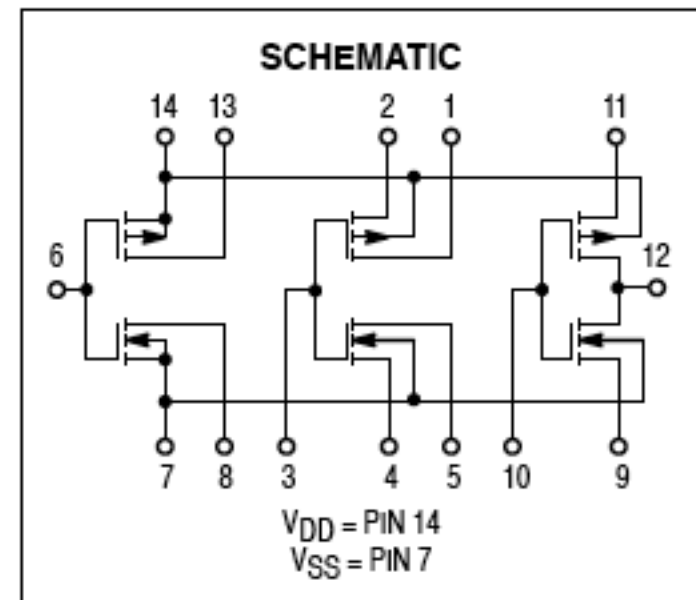 SCHEMATIC
14 13 2 1 11
6
12
7 8 3 4 5 10 9
VDD = PIN 14
VSS = PIN 7